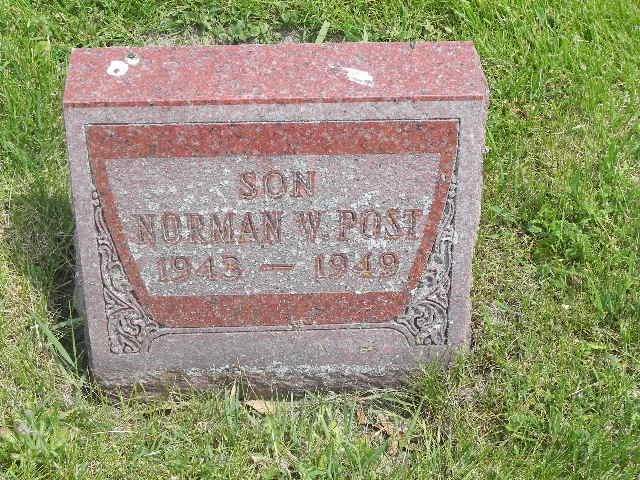 SON
NORMAN W. POST
1943 — 1949